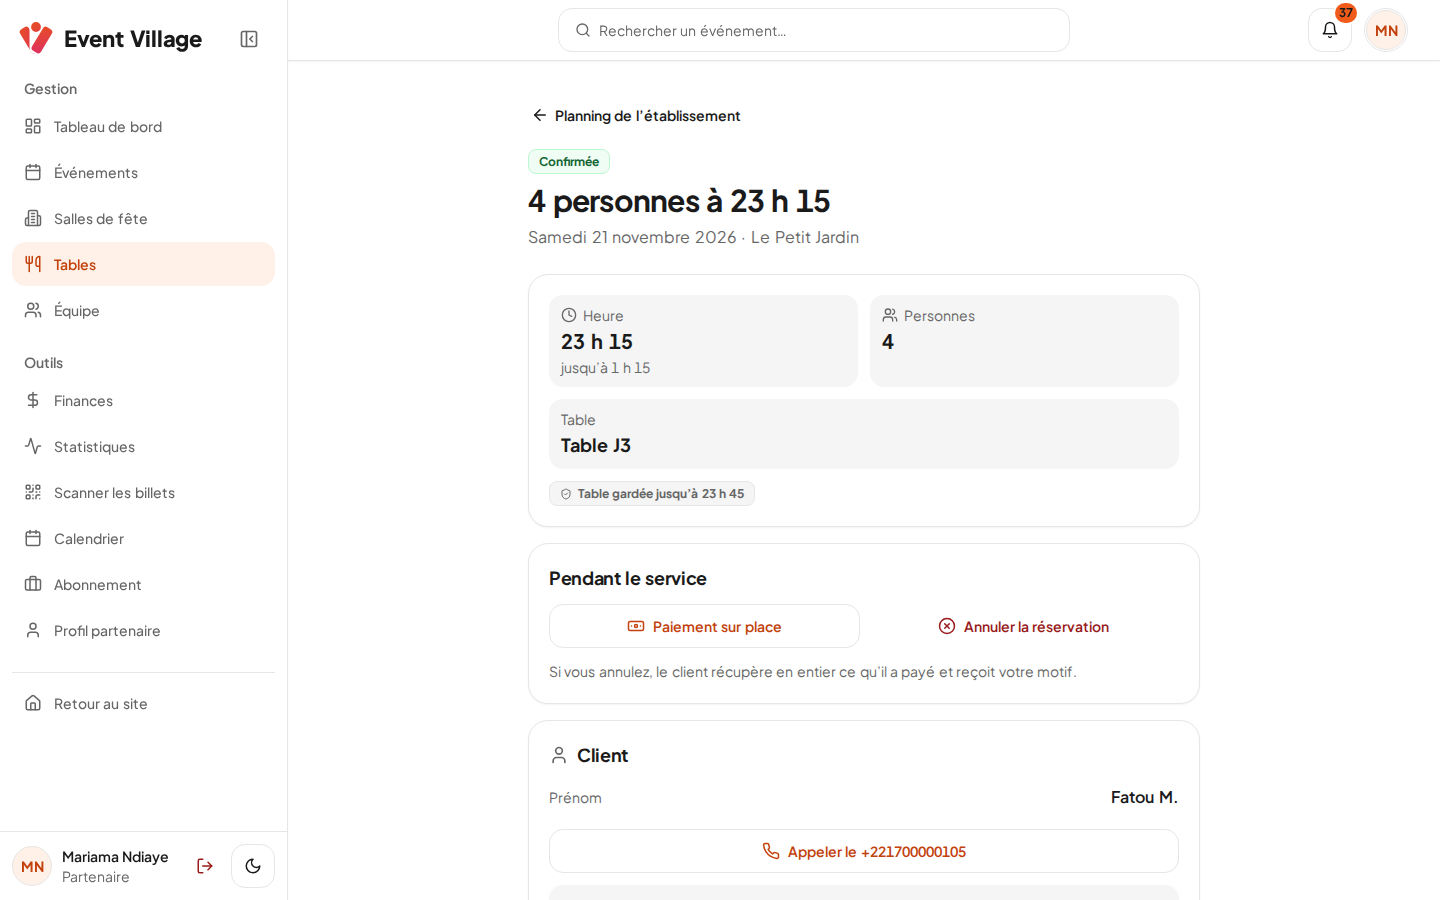 Event Village
Gestion
Tableau de bord
Événements
Salles de fête
Tables
Équipe
Outils
Finances
Statistiques
Scanner les billets
Calendrier
Abonnement
Profil partenaire
Retour au site
MN
Mariama Ndiaye
Partenaire
Rechercher un événement...
37
MN
Planning de l'établissement
Confirmée
4 personnes à 23 h 15
Samedi 21 novembre 2026 · Le Petit Jardin
Heure
23 h 15
jusqu'à 1 h 15
Personnes
4
Table
Table J3
Table gardée jusqu'à 23 h 45
Pendant le service
Paiement sur place
Annuler la réservation
Si vous annulez, le client récupère en entier ce qu'il a payé et reçoit votre motif.
Client
Prénom
Fatou M.
Appeler le +221700000105